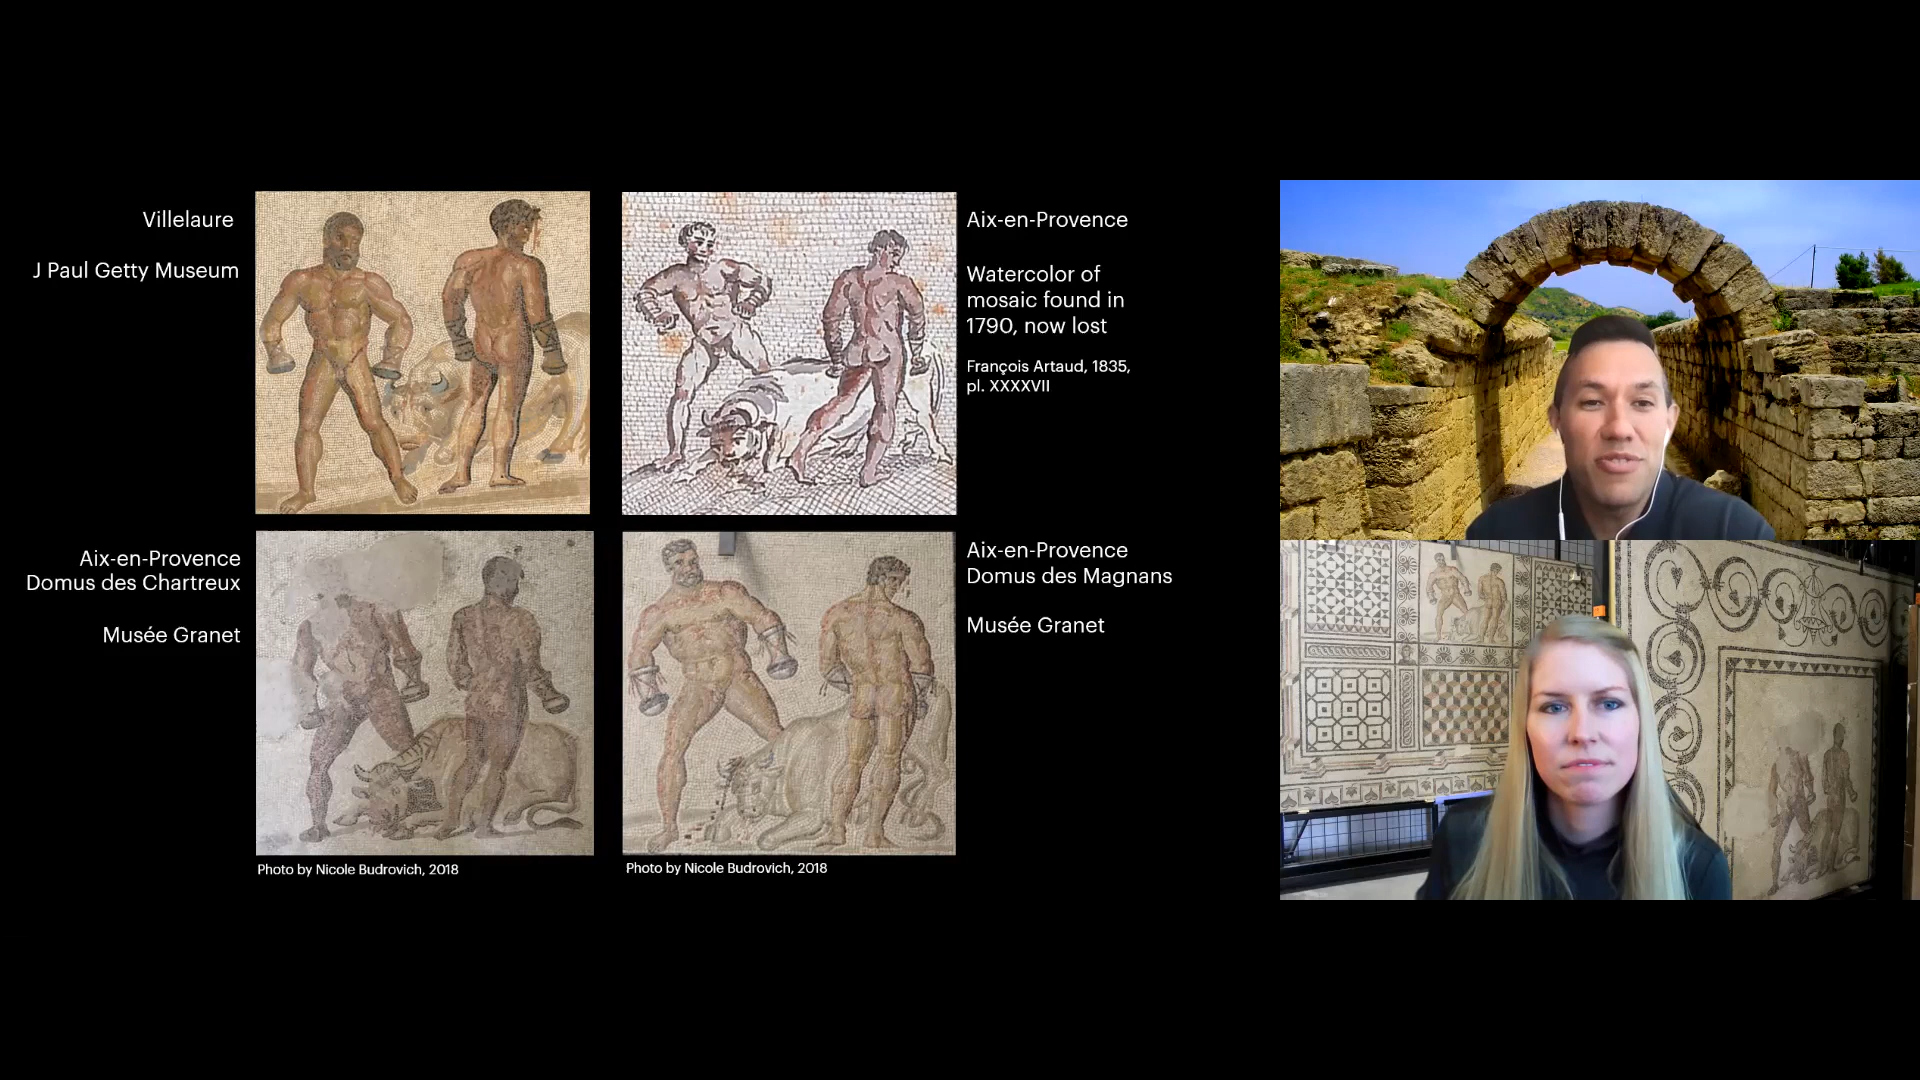 Villelaure
J Paul Getty Museum
Aix-en-Provence
Watercolor of
mosaic found in
1790, now lost
François Artaud, 1835,
pl. XXXXVII
Aix-en-Provence
Domus des Chartreux
Musée Granet
Aix-en-Provence
Domus des Magnans
Musée Granet
Photo by Nicole Budrovich, 2018
Photo by Nicole Budrovich, 2018